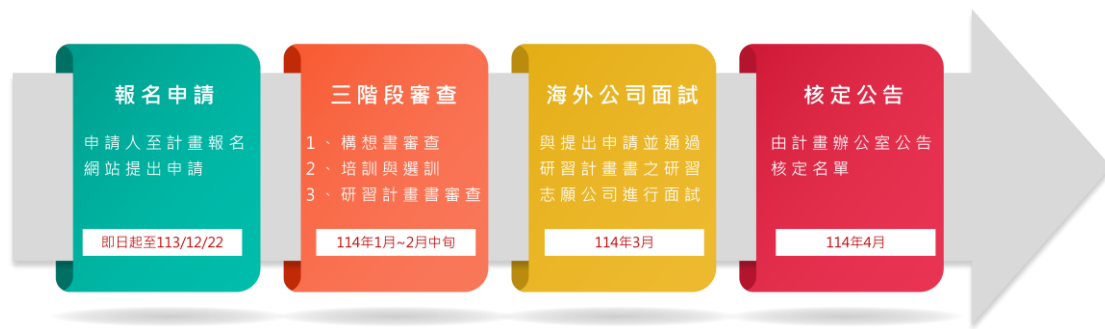 報名申請
申請人至計畫報名
網站提出申請
即日起至113/12/22
三階段審查
1、構想書審查
2、培訓與選訓
3、研習計畫書審查
114年1月~2月中旬
海外公司面試
與提出申請並通過
研習計畫書之研習
志願公司進行面試
114年3月
核定公告
由計畫辦公室公告
核定名單
114年4月